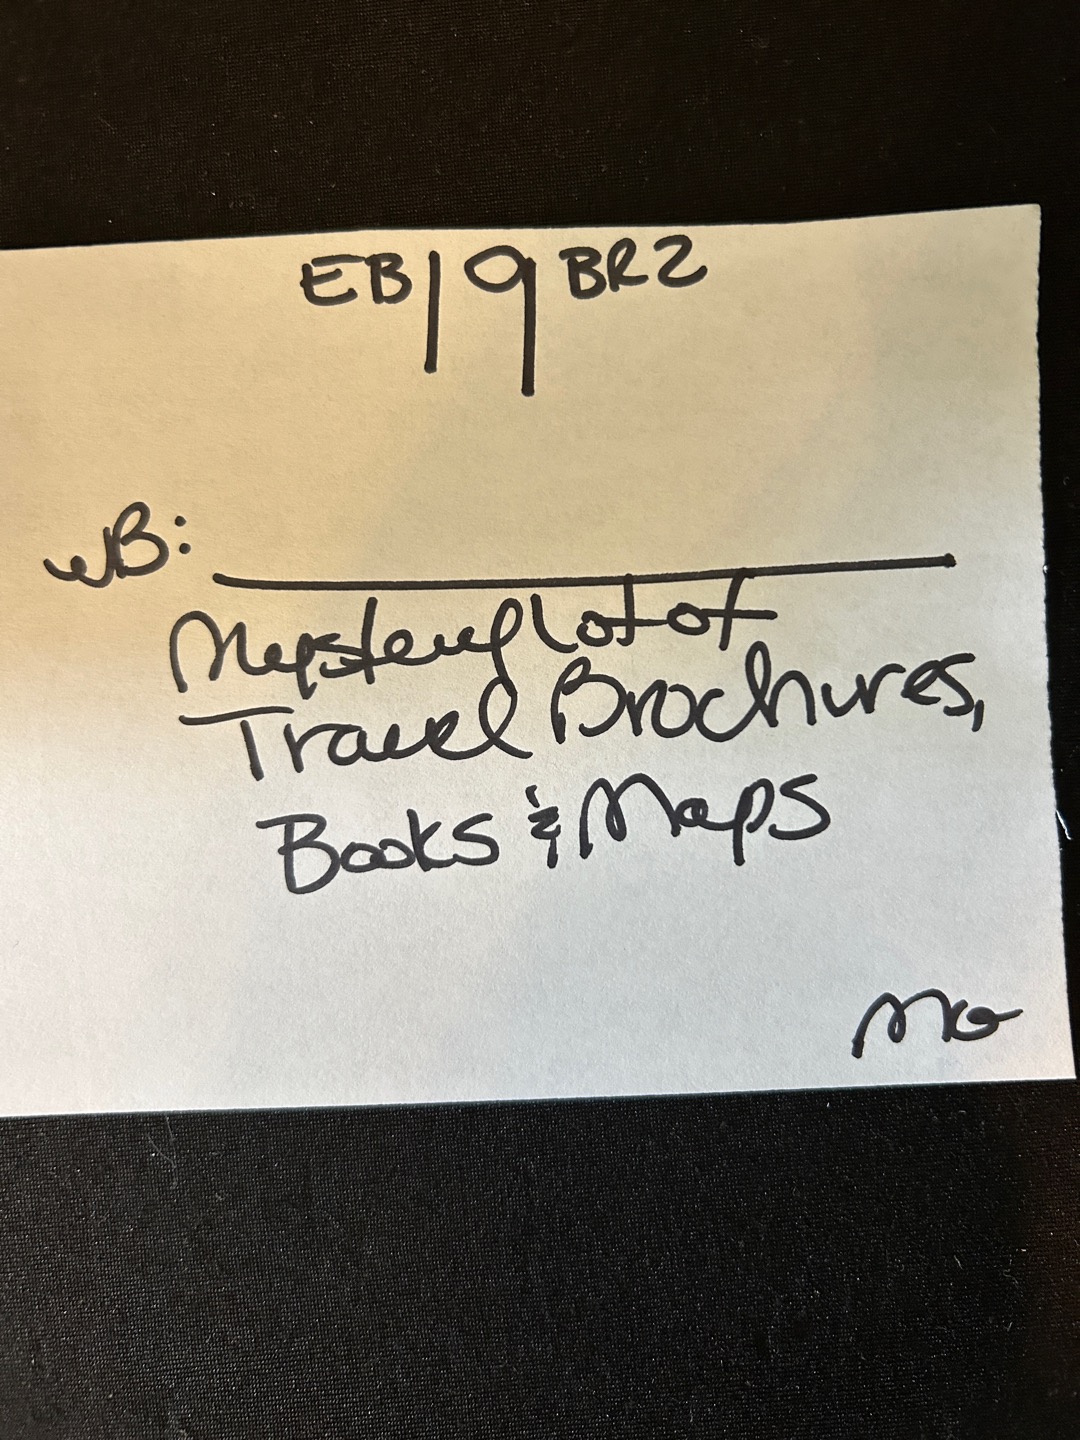 EB19 BR2
WB:
Mystery lot of
Travel Brochures,
Books & Maps
MG